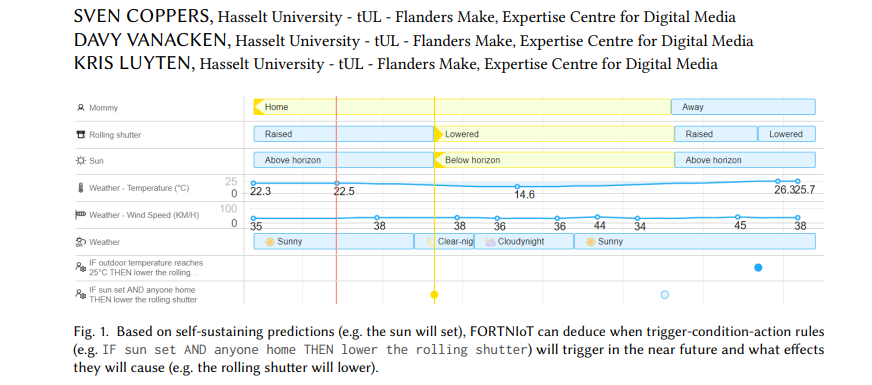 SVEN COPPERS, Hasselt University - tUL - Flanders Make, Expertise Centre for Digital Media
DAVY VANACKEN, Hasselt University - tUL - Flanders Make, Expertise Centre for Digital Media
KRIS LUYTEN, Hasselt University - tUL - Flanders Make, Expertise Centre for Digital Media
Mommy Home Away
Rolling shutter Raised Lowered Raised Lowered
Sun Above horizon Below horizon Above horizon
Weather - Temperature (°C) 25 0 22.3 22.5 14.6 26.3 25.7
Weather - Wind Speed (KM/H) 100 0 35 38 38 36 36 44 34 45 38
Weather Sunny Clear-nig Cloudynight Sunny
IF outdoor temperature reaches
25°C THEN lower the rolling...
IF sun set AND anyone home
THEN lower the rolling shutter
Fig. 1. Based on self-sustaining predictions (e.g. the sun will set), FORTNIoT can deduce when trigger-condition-action rules
(e.g. IF sun set AND anyone home THEN lower the rolling shutter) will trigger in the near future and what effects
they will cause (e.g. the rolling shutter will lower).